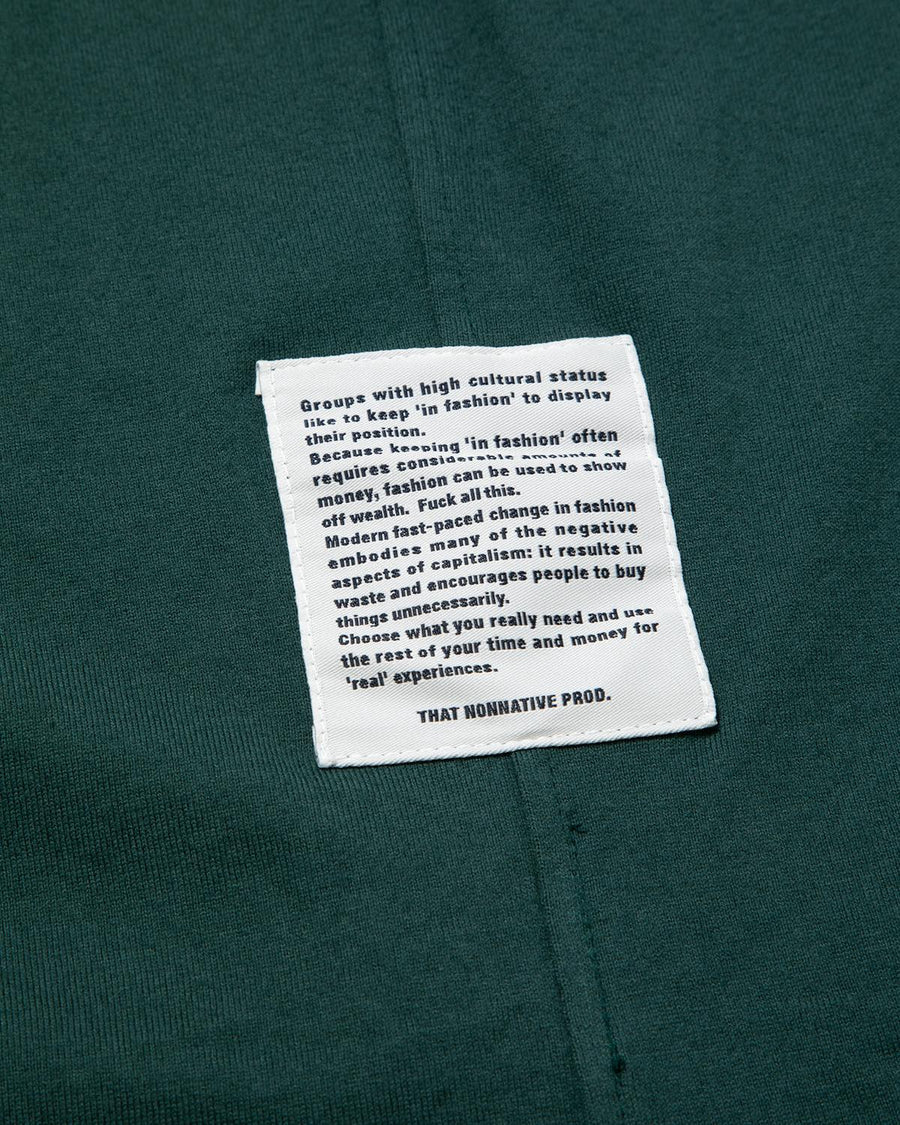 Groups with high cultural status
like to keep 'in fashion' to display
their position.
Because keeping 'in fashion' often
requires considerable amounts of
money, fashion can be used to show
off wealth. Fuck all this.
Modern fast-paced change in fashion
embodies many of the negative
aspects of capitalism: it results in
waste and encourages people to buy
things unnecessarily.
Choose what you really need and use
the rest of your time and money for
'real' experiences.
THAT NONNATIVE PROD.